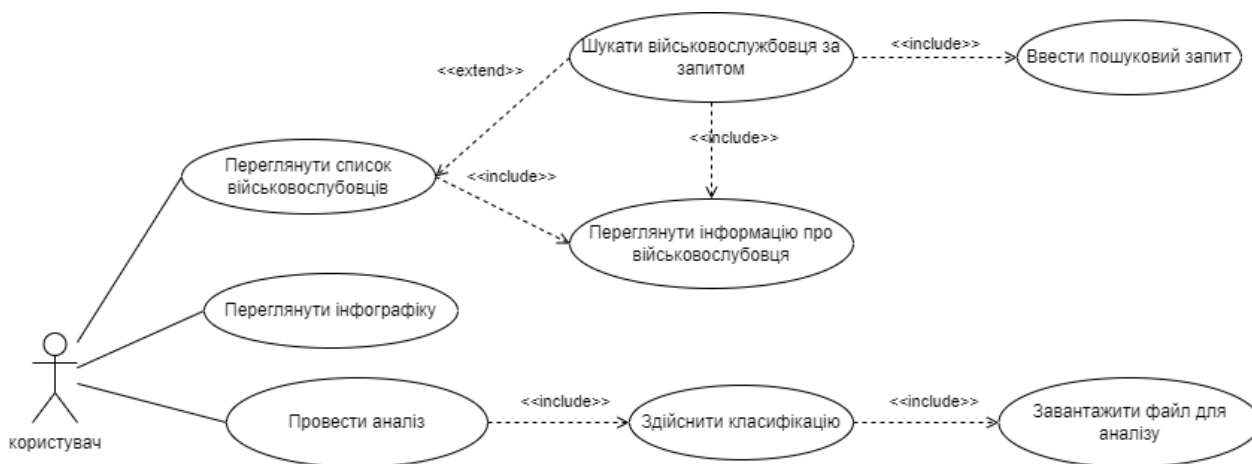 Шукати військовослужбовця за
запитом
<<include>>
Ввести пошуковий запит
<<extend>>
<<include>>
Переглянути список
військовослубовців
<<include>>
Переглянути інформацію про
військовослубовця
Переглянути інфографіку
користувач
Провести аналіз
<<include>>
Здійснити класифікацію
<<include>>
Завантажити файл для
аналізу